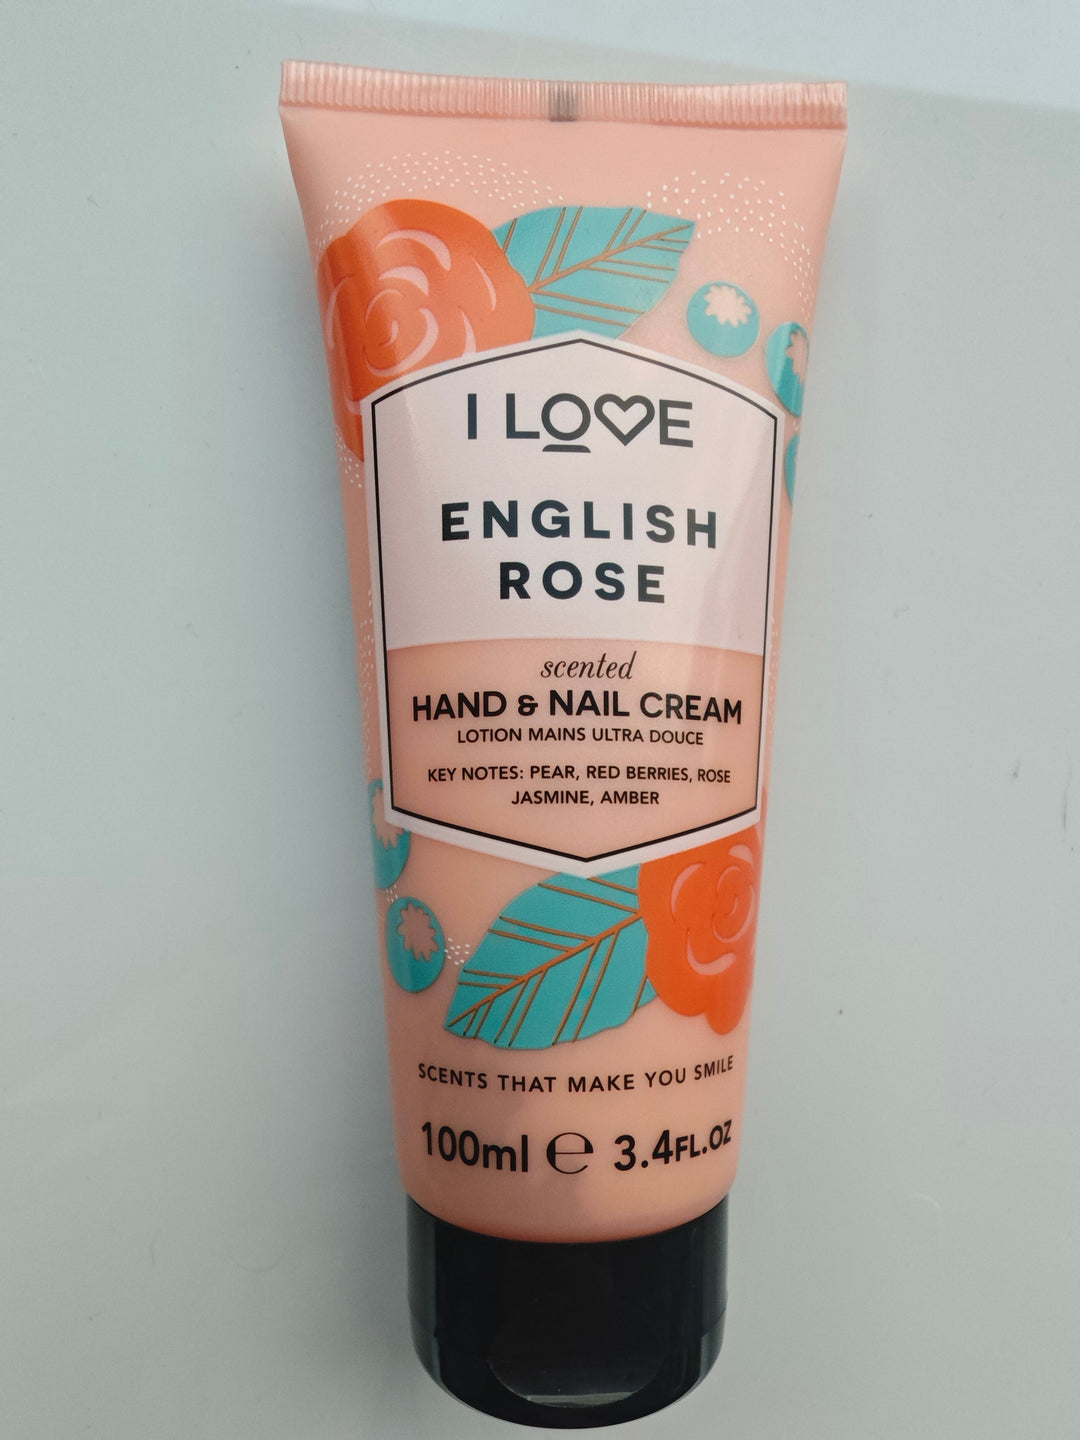 I LOVE
ENGLISH
ROSE
scented
HAND & NAIL CREAM
LOTION MAINS ULTRA DOUCE
KEY NOTES: PEAR, RED BERRIES, ROSE
JASMINE, AMBER
SCENTS THAT MAKE YOU SMILE
100ml ℮ 3.4FL.OZ